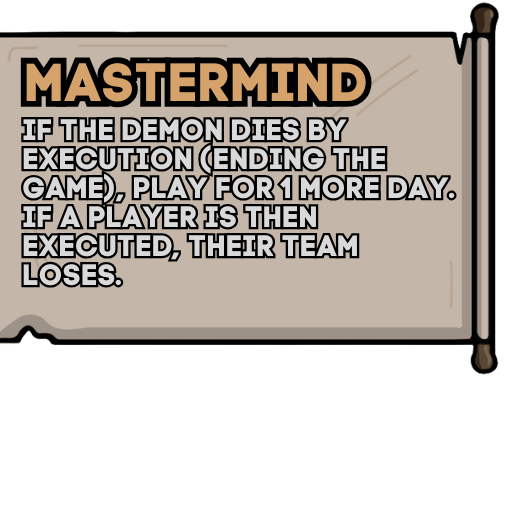 MASTERMIND
IF THE DEMON DIES BY
EXECUTION (ENDING THE
GAME), PLAY FOR 1 MORE DAY.
IF A PLAYER IS THEN
EXECUTED, THEIR TEAM
LOSES.